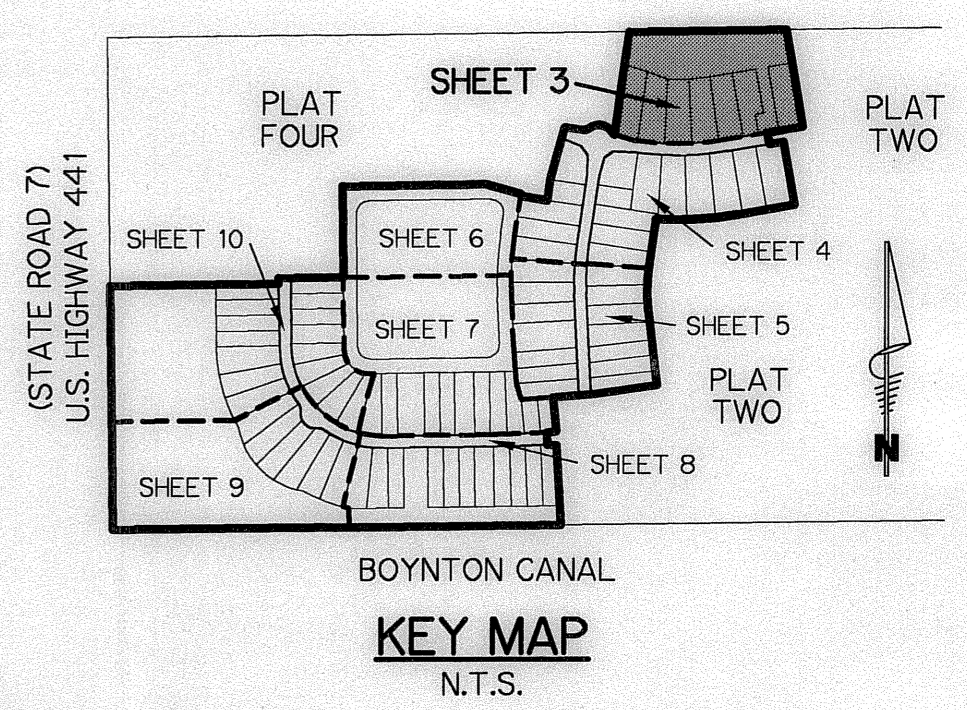 SHEET 3
PLAT
FOUR
PLAT
TWO
(STATE ROAD 7)
U.S. HIGHWAY 441
SHEET 10
SHEET 6
SHEET 4
SHEET 7
SHEET 5
PLAT
TWO
SHEET 8
SHEET 9
N
BOYNTON CANAL
KEY MAP
N.T.S.